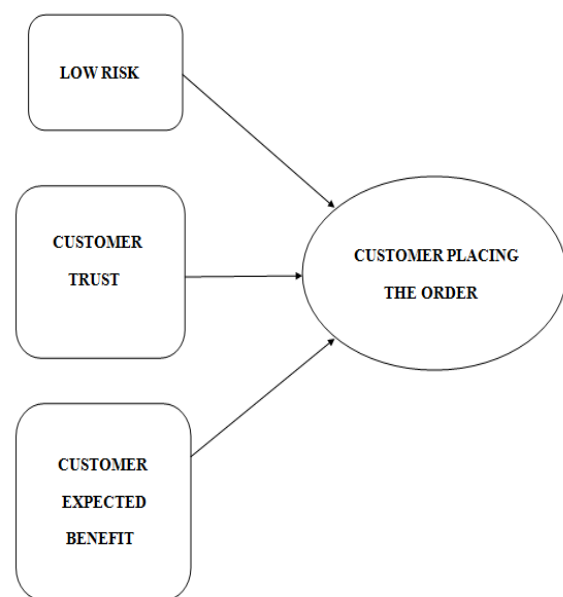 LOW RISK
CUSTOMER
TRUST
CUSTOMER PLACING
THE ORDER
CUSTOMER
EXPECTED
BENEFIT